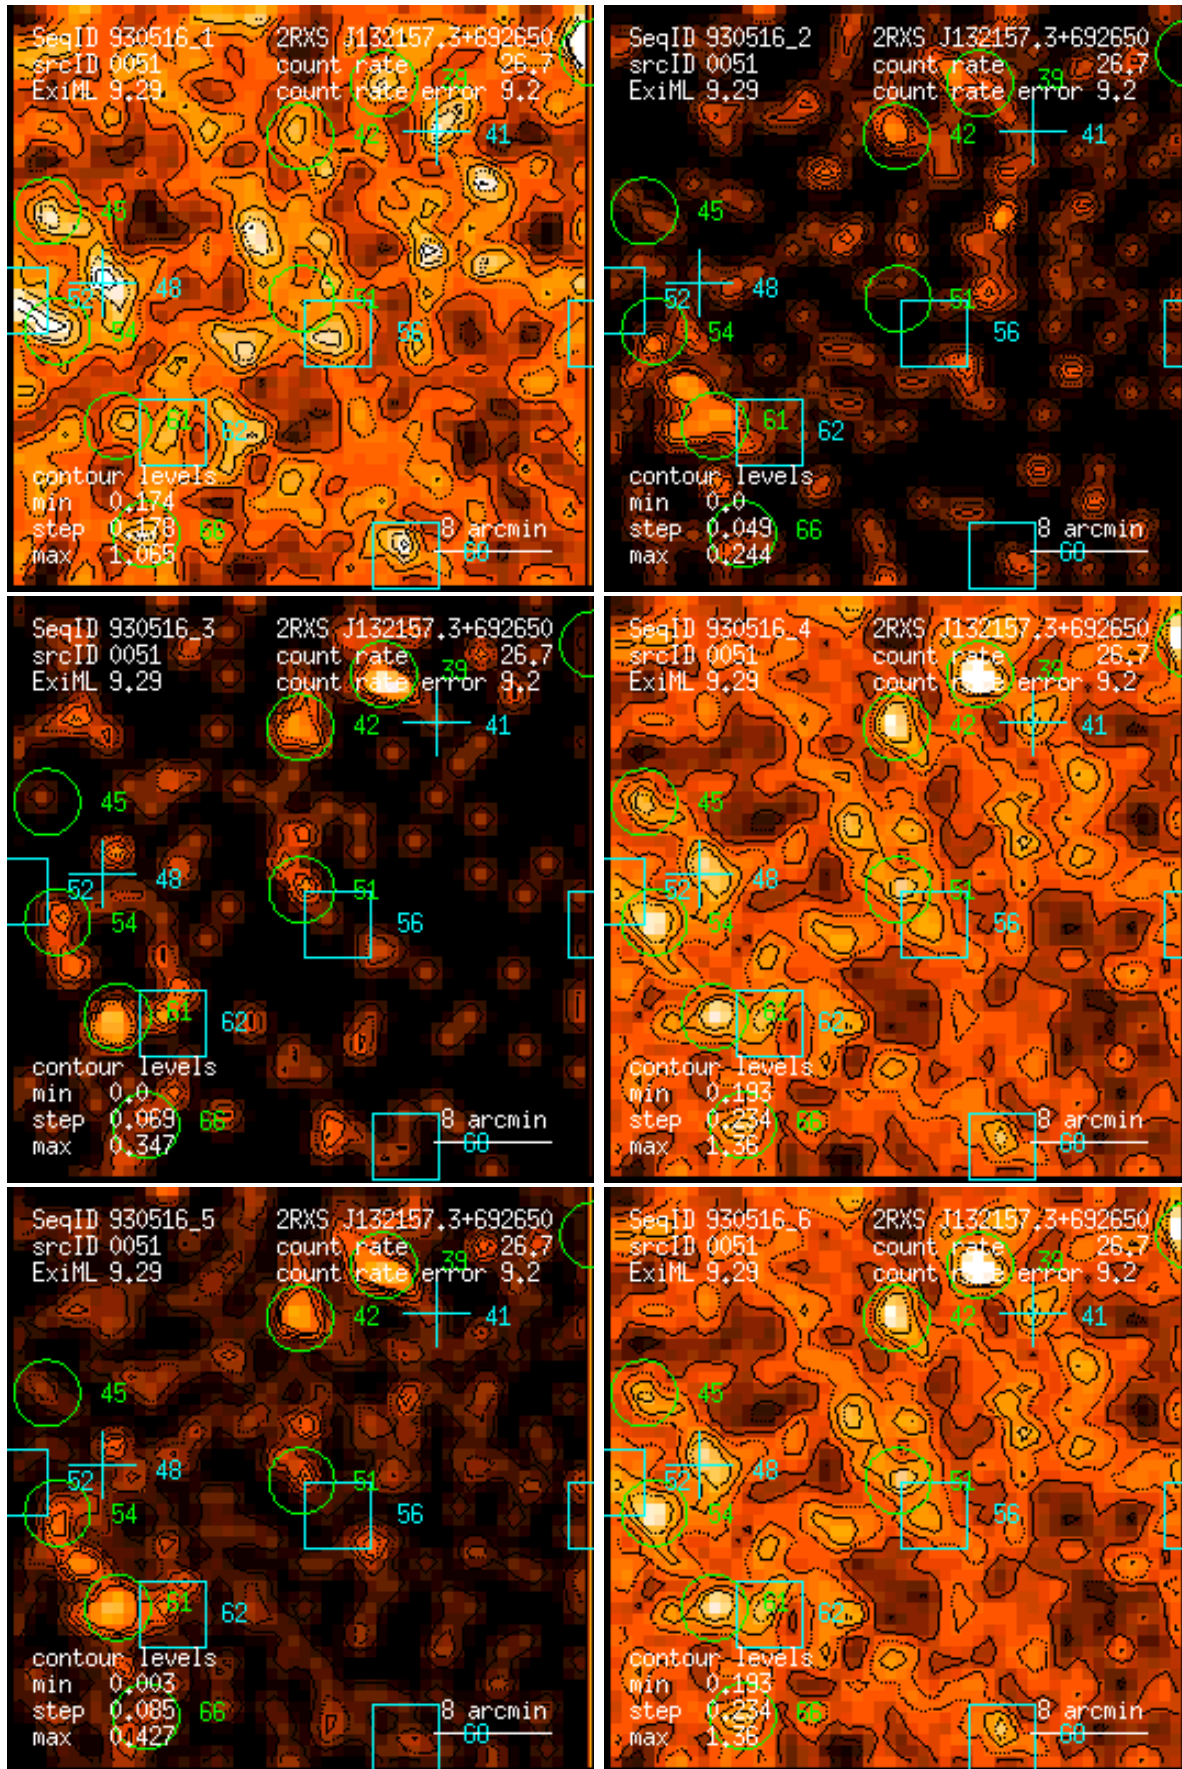 SeqID 930516_1 2RXS J132157.3+692650
srcID 0051 count rate 26.7
ExiML 9.29 count rate error 9.2
39
42 41
45
52 48 51
54 56
61 62
contour levels
min 0.174
step 0.178 66 8 arcmin
max 1.065 60
SeqID 930516_2 2RXS J132157.3+692650
srcID 0051 count rate 26.7
ExiML 9.29 count rate error 9.2
39
42 41
45
52 48 51
54 56
61 62
contour levels
min 0.0
step 0.049 66 8 arcmin
max 0.244 60
SeqID 930516_3 2RXS J132157.3+692650
srcID 0051 count rate 26.7
ExiML 9.29 count rate error 9.2
39
42 41
45
52 48 51
54 56
61 62
contour levels
min 0.0
step 0.069 66 8 arcmin
max 0.347 60
SeqID 930516_4 2RXS J132157.3+692650
srcID 0051 count rate 26.7
ExiML 9.29 count rate error 9.2
39
42 41
45
52 48 51
54 56
61 62
contour levels
min 0.193
step 0.234 66 8 arcmin
max 1.36 60
SeqID 930516_5 2RXS J132157.3+692650
srcID 0051 count rate 26.7
ExiML 9.29 count rate error 9.2
39
42 41
45
52 48 51
54 56
61 62
contour levels
min 0.003
step 0.085 66 8 arcmin
max 0.427 60
SeqID 930516_6 2RXS J132157.3+692650
srcID 0051 count rate 26.7
ExiML 9.29 count rate error 9.2
39
42 41
45
52 48 51
54 56
61 62
contour levels
min 0.193
step 0.234 66 8 arcmin
max 1.36 60